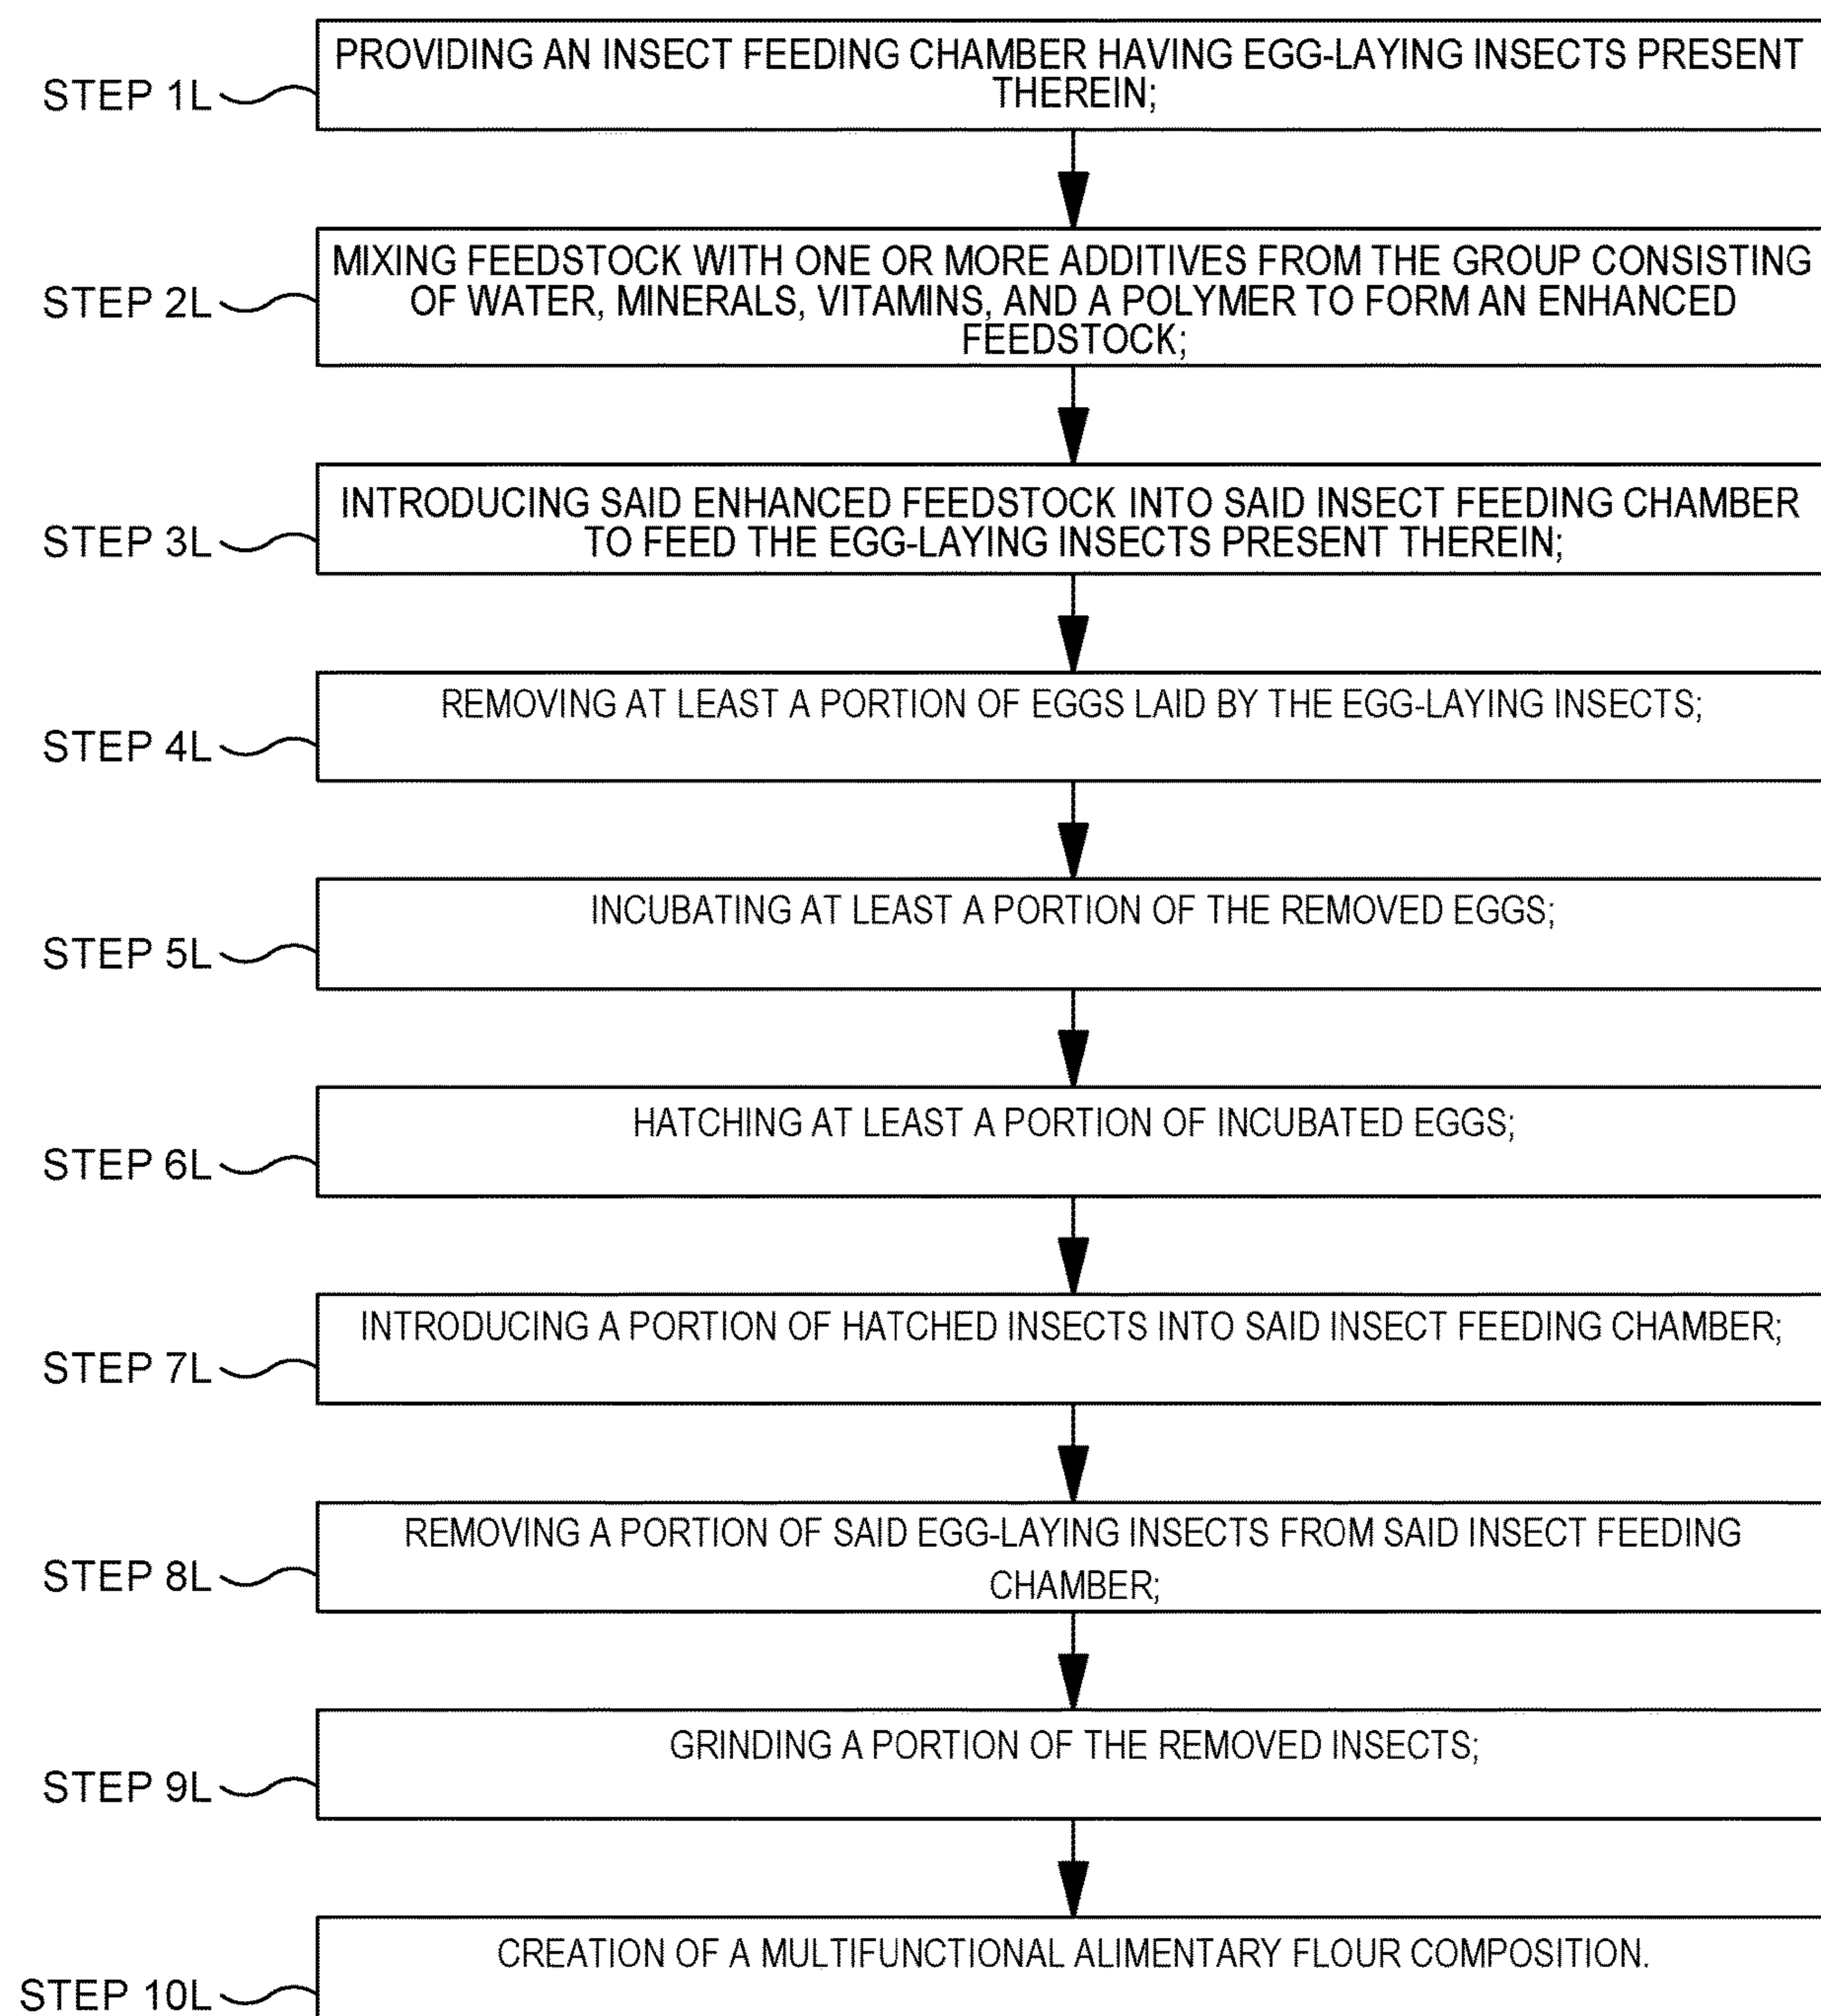 PROVIDING AN INSECT FEEDING CHAMBER HAVING EGG-LAYING INSECTS PRESENT
STEP 1L
THEREIN;
MIXING FEEDSTOCK WITH ONE OR MORE ADDITIVES FROM THE GROUP CONSISTING
STEP 2L
OF WATER, MINERALS, VITAMINS, AND A POLYMER TO FORM AN ENHANCED
FEEDSTOCK;
INTRODUCING SAID ENHANCED FEEDSTOCK INTO SAID INSECT FEEDING CHAMBER
STEP 3L
TO FEED THE EGG-LAYING INSECTS PRESENT THEREIN;
REMOVING AT LEAST A PORTION OF EGGS LAID BY THE EGG-LAYING INSECTS;
STEP 4L
INCUBATING AT LEAST A PORTION OF THE REMOVED EGGS;
STEP 5L
HATCHING AT LEAST A PORTION OF INCUBATED EGGS;
STEP 6L
INTRODUCING A PORTION OF HATCHED INSECTS INTO SAID INSECT FEEDING CHAMBER;
STEP 7L
REMOVING A PORTION OF SAID EGG-LAYING INSECTS FROM SAID INSECT FEEDING
STEP 8L
CHAMBER;
GRINDING A PORTION OF THE REMOVED INSECTS;
STEP 9L
CREATION OF A MULTIFUNCTIONAL ALIMENTARY FLOUR COMPOSITION.
STEP 10L